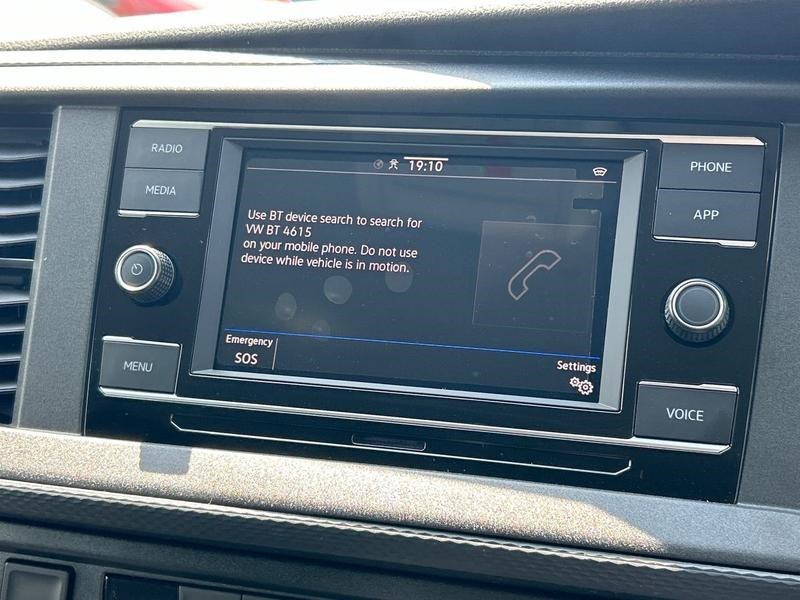 RADIO
MEDIA
MENU
19:10
Use BT device search to search for
VW BT 4615
on your mobile phone. Do not use
device while vehicle is in motion.
Emergency
SOS
Settings
PHONE
APP
VOICE